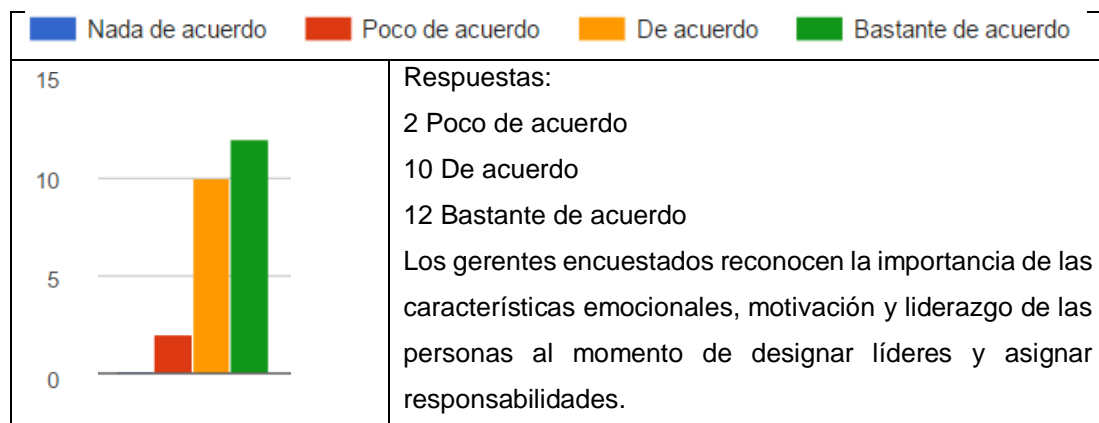 Nada de acuerdo Poco de acuerdo De acuerdo Bastante de acuerdo
15
10
5
0
Respuestas:
2 Poco de acuerdo
10 De acuerdo
12 Bastante de acuerdo
Los gerentes encuestados reconocen la importancia de las
características emocionales, motivación y liderazgo de las
personas al momento de designar líderes y asignar
responsabilidades.